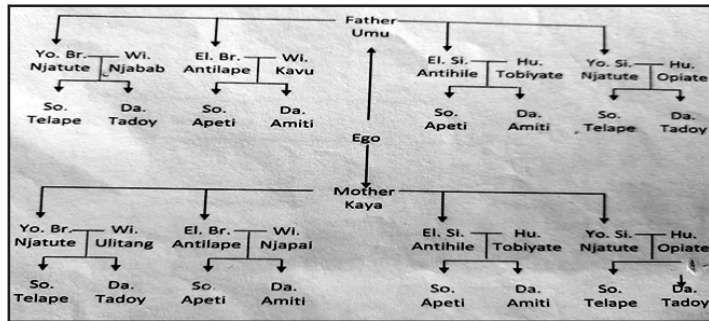 Father
Umu
Yo. Br.
Njatute
Wi.
Njabab
El. Br.
Antilape
Wi.
Kavu
El. Si.
Antihile
Hu.
Tobiyate
Yo. Si.
Njatute
Hu.
Opiate
So.
Telape
Da.
Tadoy
So.
Apeti
Da.
Amiti
So.
Apeti
Da.
Amiti
So.
Telape
Da.
Tadoy
Ego
Mother
Kaya
Yo. Br.
Njatute
Wi.
Ulitang
El. Br.
Antilape
Wi.
Njapai
El. Si.
Antihile
Hu.
Tobiyate
Yo. Si.
Njatute
Hu.
Opiate
So.
Telape
Da.
Tadoy
So.
Apeti
Da.
Amiti
So.
Apeti
Da.
Amiti
So.
Telape
Da.
Tadoy